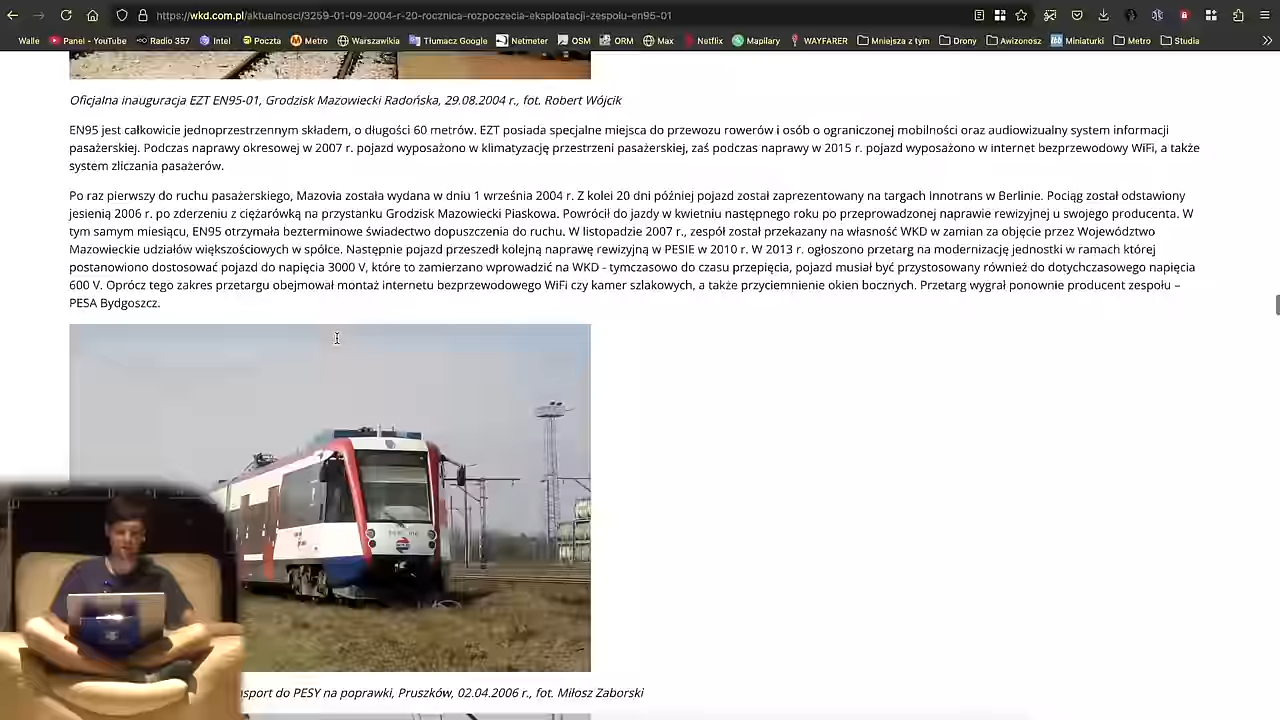 https://wkd.com.pl/aktualnosci/3259-01-09-2004-r-20-rocznica-rozpoczecia-eksploatacji-zespolu-en95-01
Walle Panel - YouTube Radio 357 Intel Poczta Metro Warszawikia Tłumacz Google Netmeter OSM ORM Max Netflix Mapilary WAYFARER Mniejsza z tym Drony Awizonosz Miniaturki Metro Studia
Oficjalna inauguracja EZT EN95-01, Grodzisk Mazowiecki Radońska, 29.08.2004 r., fot. Robert Wójcik
EN95 jest całkowicie jednoprzestrzennym składem, o długości 60 metrów. EZT posiada specjalne miejsca do przewozu rowerów i osób o ograniczonej mobilności oraz audiowizualny system informacji
pasażerskiej. Podczas naprawy okresowej w 2007 r. pojazd wyposażono w klimatyzację przestrzeni pasażerskiej, zaś podczas naprawy w 2015 r. pojazd wyposażono w internet bezprzewodowy WiFi, a także
system zliczania pasażerów.
Po raz pierwszy do ruchu pasażerskiego, Mazovia została wydana w dniu 1 września 2004 r. Z kolei 20 dni później pojazd został zaprezentowany na targach Innotrans w Berlinie. Pociąg został odstawiony
jesienią 2006 r. po zderzeniu z ciężarówką na przystanku Grodzisk Mazowiecki Piaskowa. Powrócił do jazdy w kwietniu następnego roku po przeprowadzonej naprawie rewizyjnej u swojego producenta. W
tym samym miesiącu, EN95 otrzymała bezterminowe świadectwo dopuszczenia do ruchu. W listopadzie 2007 r., zespół został przekazany na własność WKD w zamian za objęcie przez Województwo
Mazowieckie udziałów większościowych w spółce. Następnie pojazd przeszedł kolejną naprawę rewizyjną w PESIE w 2010 r. W 2013 r. ogłoszono przetarg na modernizację jednostki w ramach której
postanowiono dostosować pojazd do napięcia 3000 V, które to zamierzano wprowadzić na WKD - tymczasowo do czasu przepięcia, pojazd musiał być przystosowany również do dotychczasowego napięcia
600 V. Oprócz tego zakres przetargu obejmował montaż internetu bezprzewodowego WiFi czy kamer szlakowych, a także przyciemnienie okien bocznych. Przetarg wygrał ponownie producent zespołu –
PESA Bydgoszcz.
sport do PESY na poprawki, Pruszków, 02.04.2006 r., fot. Miłosz Zaborski